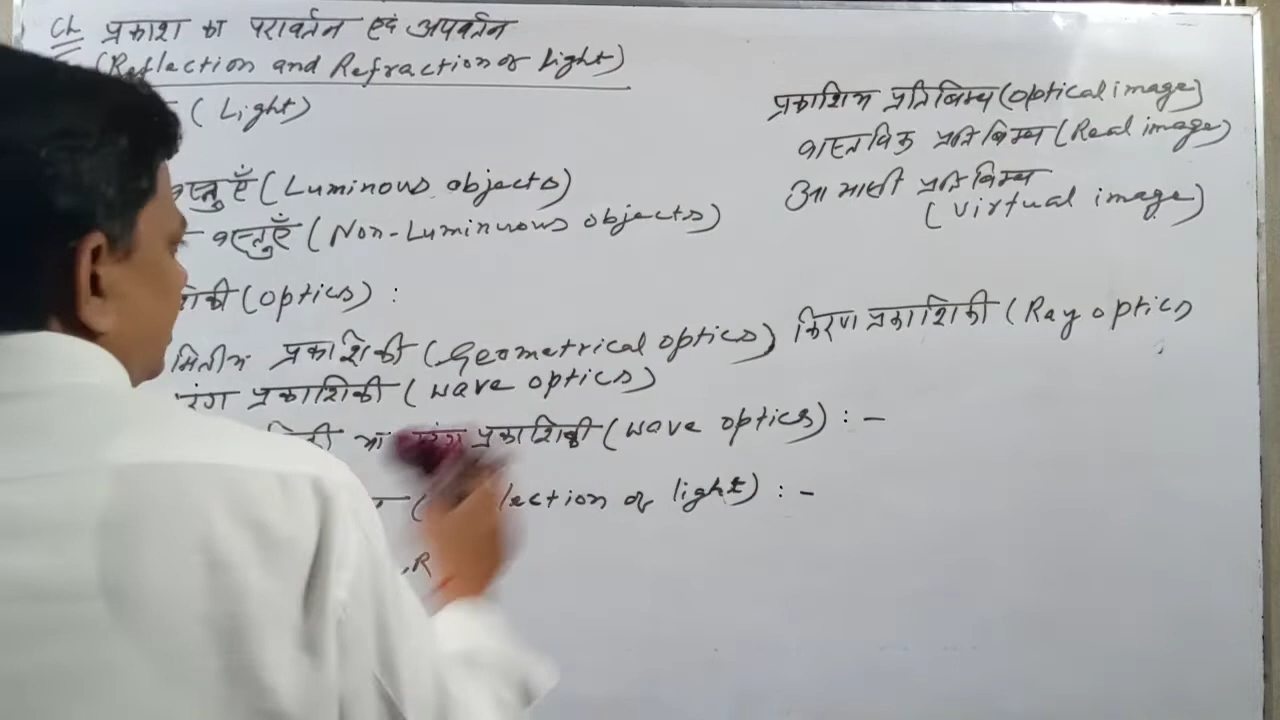 Ch प्रकाश का परावर्तन एवं अपवर्तन
(Reflection and Refraction of Light)
(Light)
वस्तुएँ (Luminous objects)
वस्तुएँ (Non-Luminuous objects)
(optics) :
प्रकाशिकी (Geometrical optics) किरण प्रकाशिकी (Ray optics
प्रकाशिकी (wave optics)
प्रकाशिकी (wave optics) : -
of light) : -
R
प्रकाशिक प्रतिबिम्ब (optical image)
वास्तविक प्रतिबिम्ब (Real image)
आभासी प्रतिबिम्ब
(virtual image)